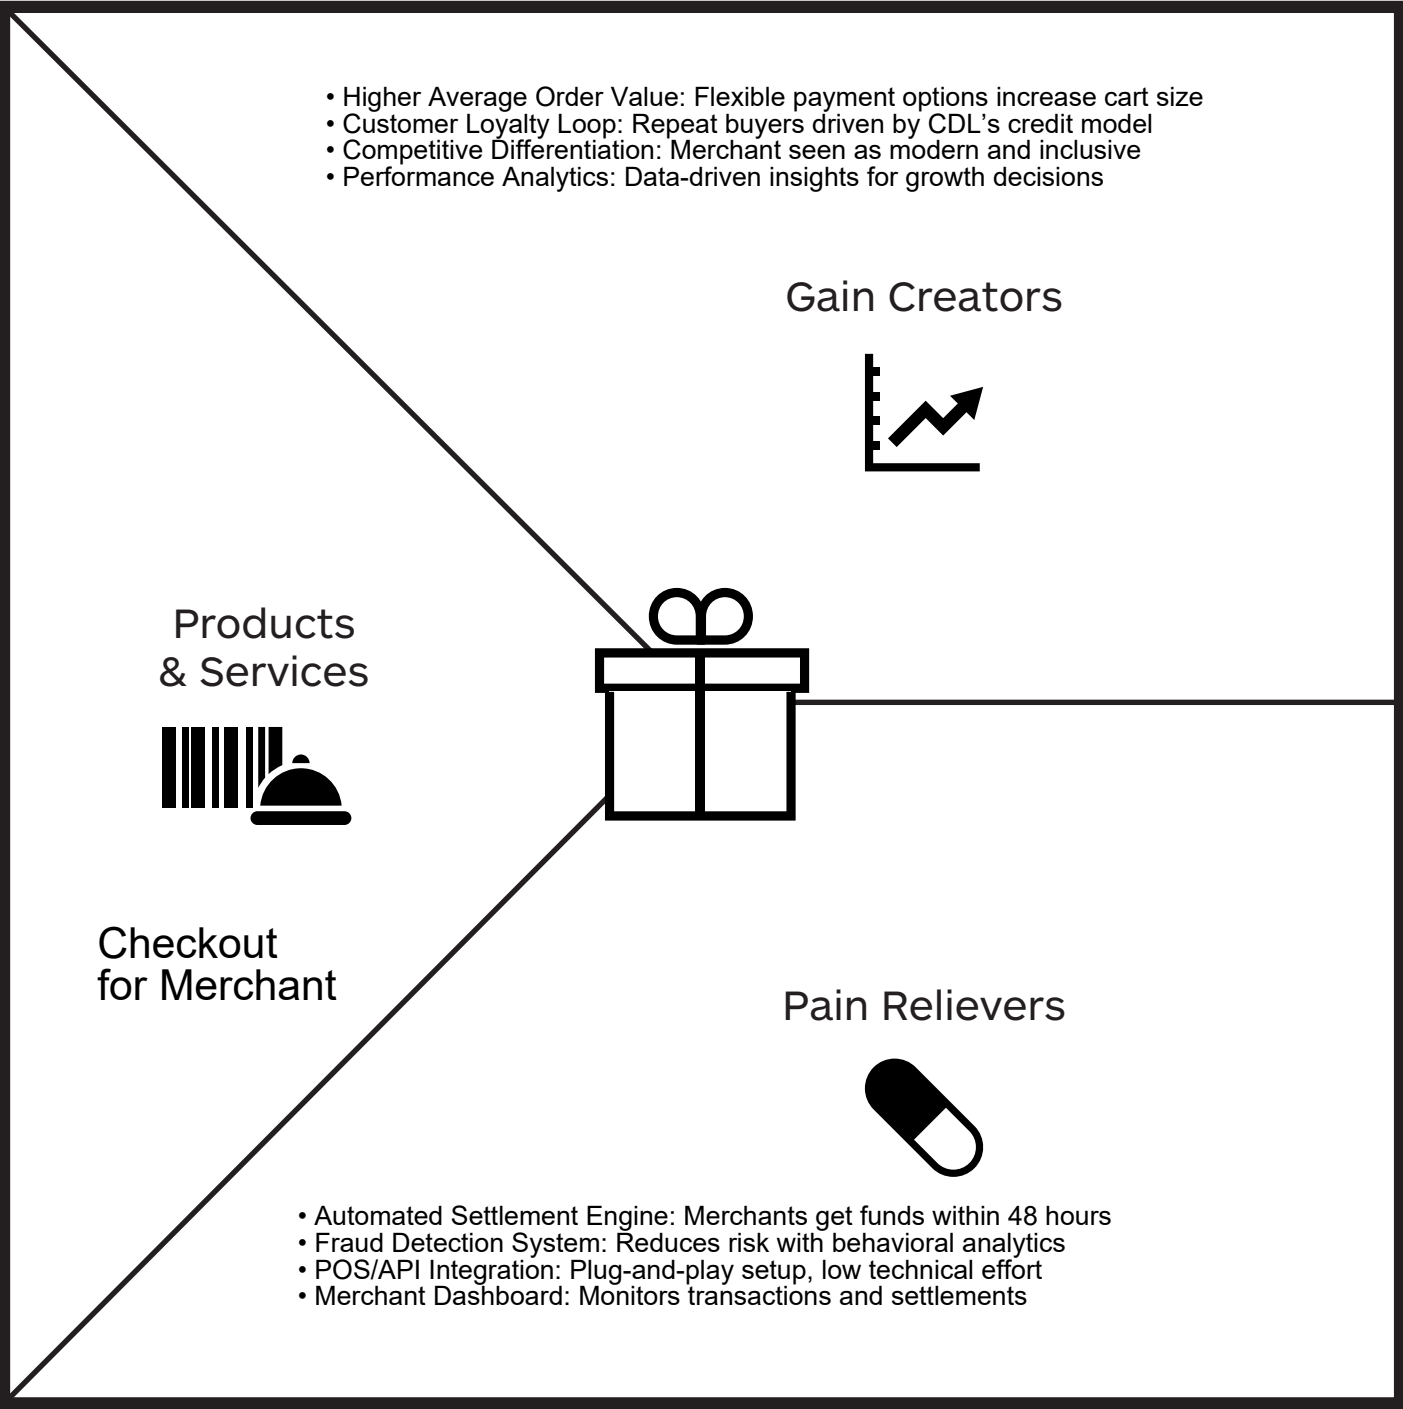 • Higher Average Order Value: Flexible payment options increase cart size
• Customer Loyalty Loop: Repeat buyers driven by CDL’s credit model
• Competitive Differentiation: Merchant seen as modern and inclusive
• Performance Analytics: Data-driven insights for growth decisions
Gain Creators
Products
& Services
Checkout
for Merchant
Pain Relievers
• Automated Settlement Engine: Merchants get funds within 48 hours
• Fraud Detection System: Reduces risk with behavioral analytics
• POS/API Integration: Plug-and-play setup, low technical effort
• Merchant Dashboard: Monitors transactions and settlements